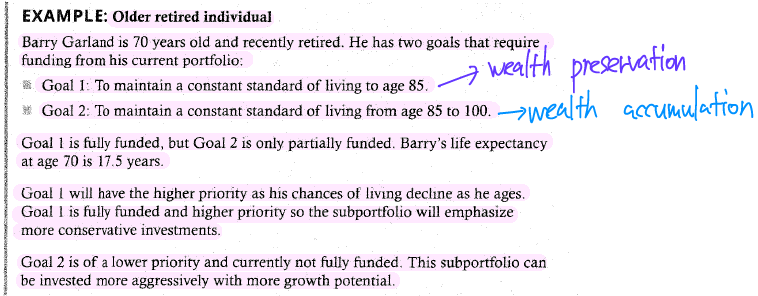 EXAMPLE: Older retired individual
Barry Garland is 70 years old and recently retired. He has two goals that require
funding from his current portfolio:
Goal 1: To maintain a constant standard of living to age 85. → wealth preservation
Goal 2: To maintain a constant standard of living from age 85 to 100. → wealth accumulation
Goal 1 is fully funded, but Goal 2 is only partially funded. Barry's life expectancy
at age 70 is 17.5 years.
Goal 1 will have the higher priority as his chances of living decline as he ages.
Goal 1 is fully funded and higher priority so the subportfolio will emphasize
more conservative investments.
Goal 2 is of a lower priority and currently not fully funded. This subportfolio can
be invested more aggressively with more growth potential.